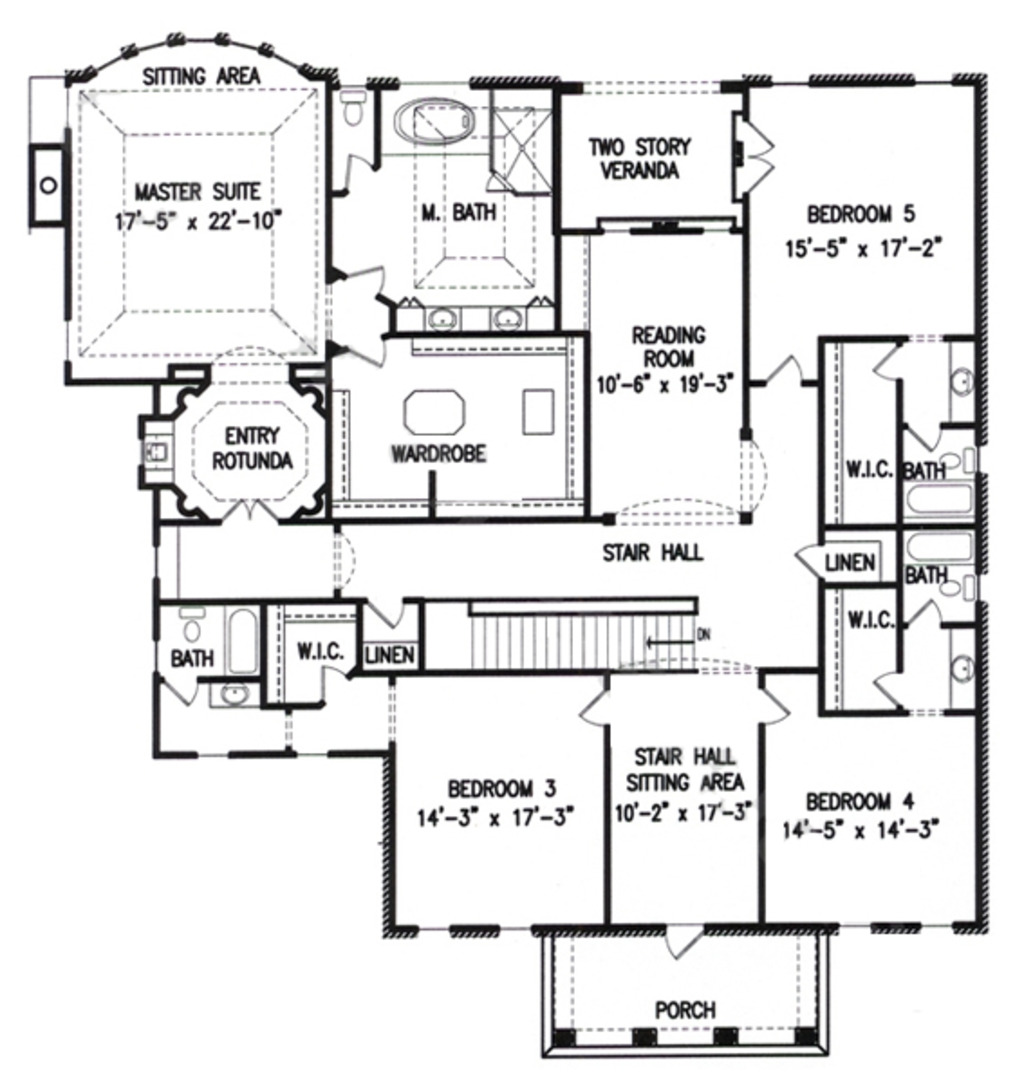 SITTING AREA
MASTER SUITE
17'-5" x 22'-10"
M. BATH
TWO STORY
VERANDA
BEDROOM 5
15'-5" x 17'-2"
READING
ROOM
10'-6" x 19'-3"
ENTRY
ROTUNDA
WARDROBE
W.I.C.
BATH
STAIR HALL
LINEN
BATH
W.I.C.
DN
BATH
W.I.C.
LINEN
STAIR HALL
SITTING AREA
10'-2" x 17'-3"
BEDROOM 3
14'-3" x 17'-3"
BEDROOM 4
14'-5" x 14'-3"
PORCH